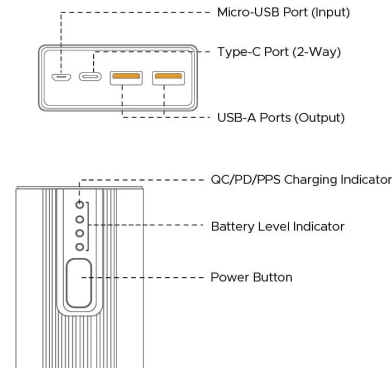 Micro-USB Port (Input)
Type-C Port (2-Way)
USB-A Ports (Output)
QC/PD/PPS Charging Indicator
Battery Level Indicator
Power Button